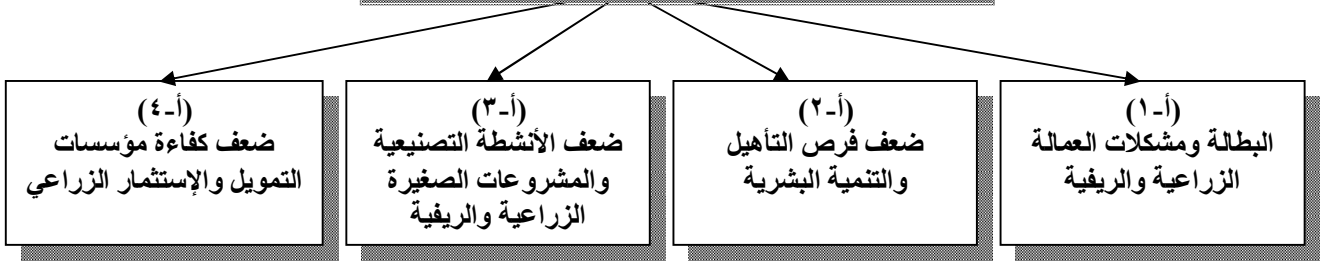 (أ-١)
البطالة ومشكلات العمالة
الزراعية والريفية
(أ-٢)
ضعف فرص التأهيل
والتنمية البشرية
(أ-٣)
ضعف الأنشطة التصنيعية
والمشروعات الصغيرة
الزراعية والريفية
(أ-٤)
ضعف كفاءة مؤسسات
التمويل والإستثمار الزراعي